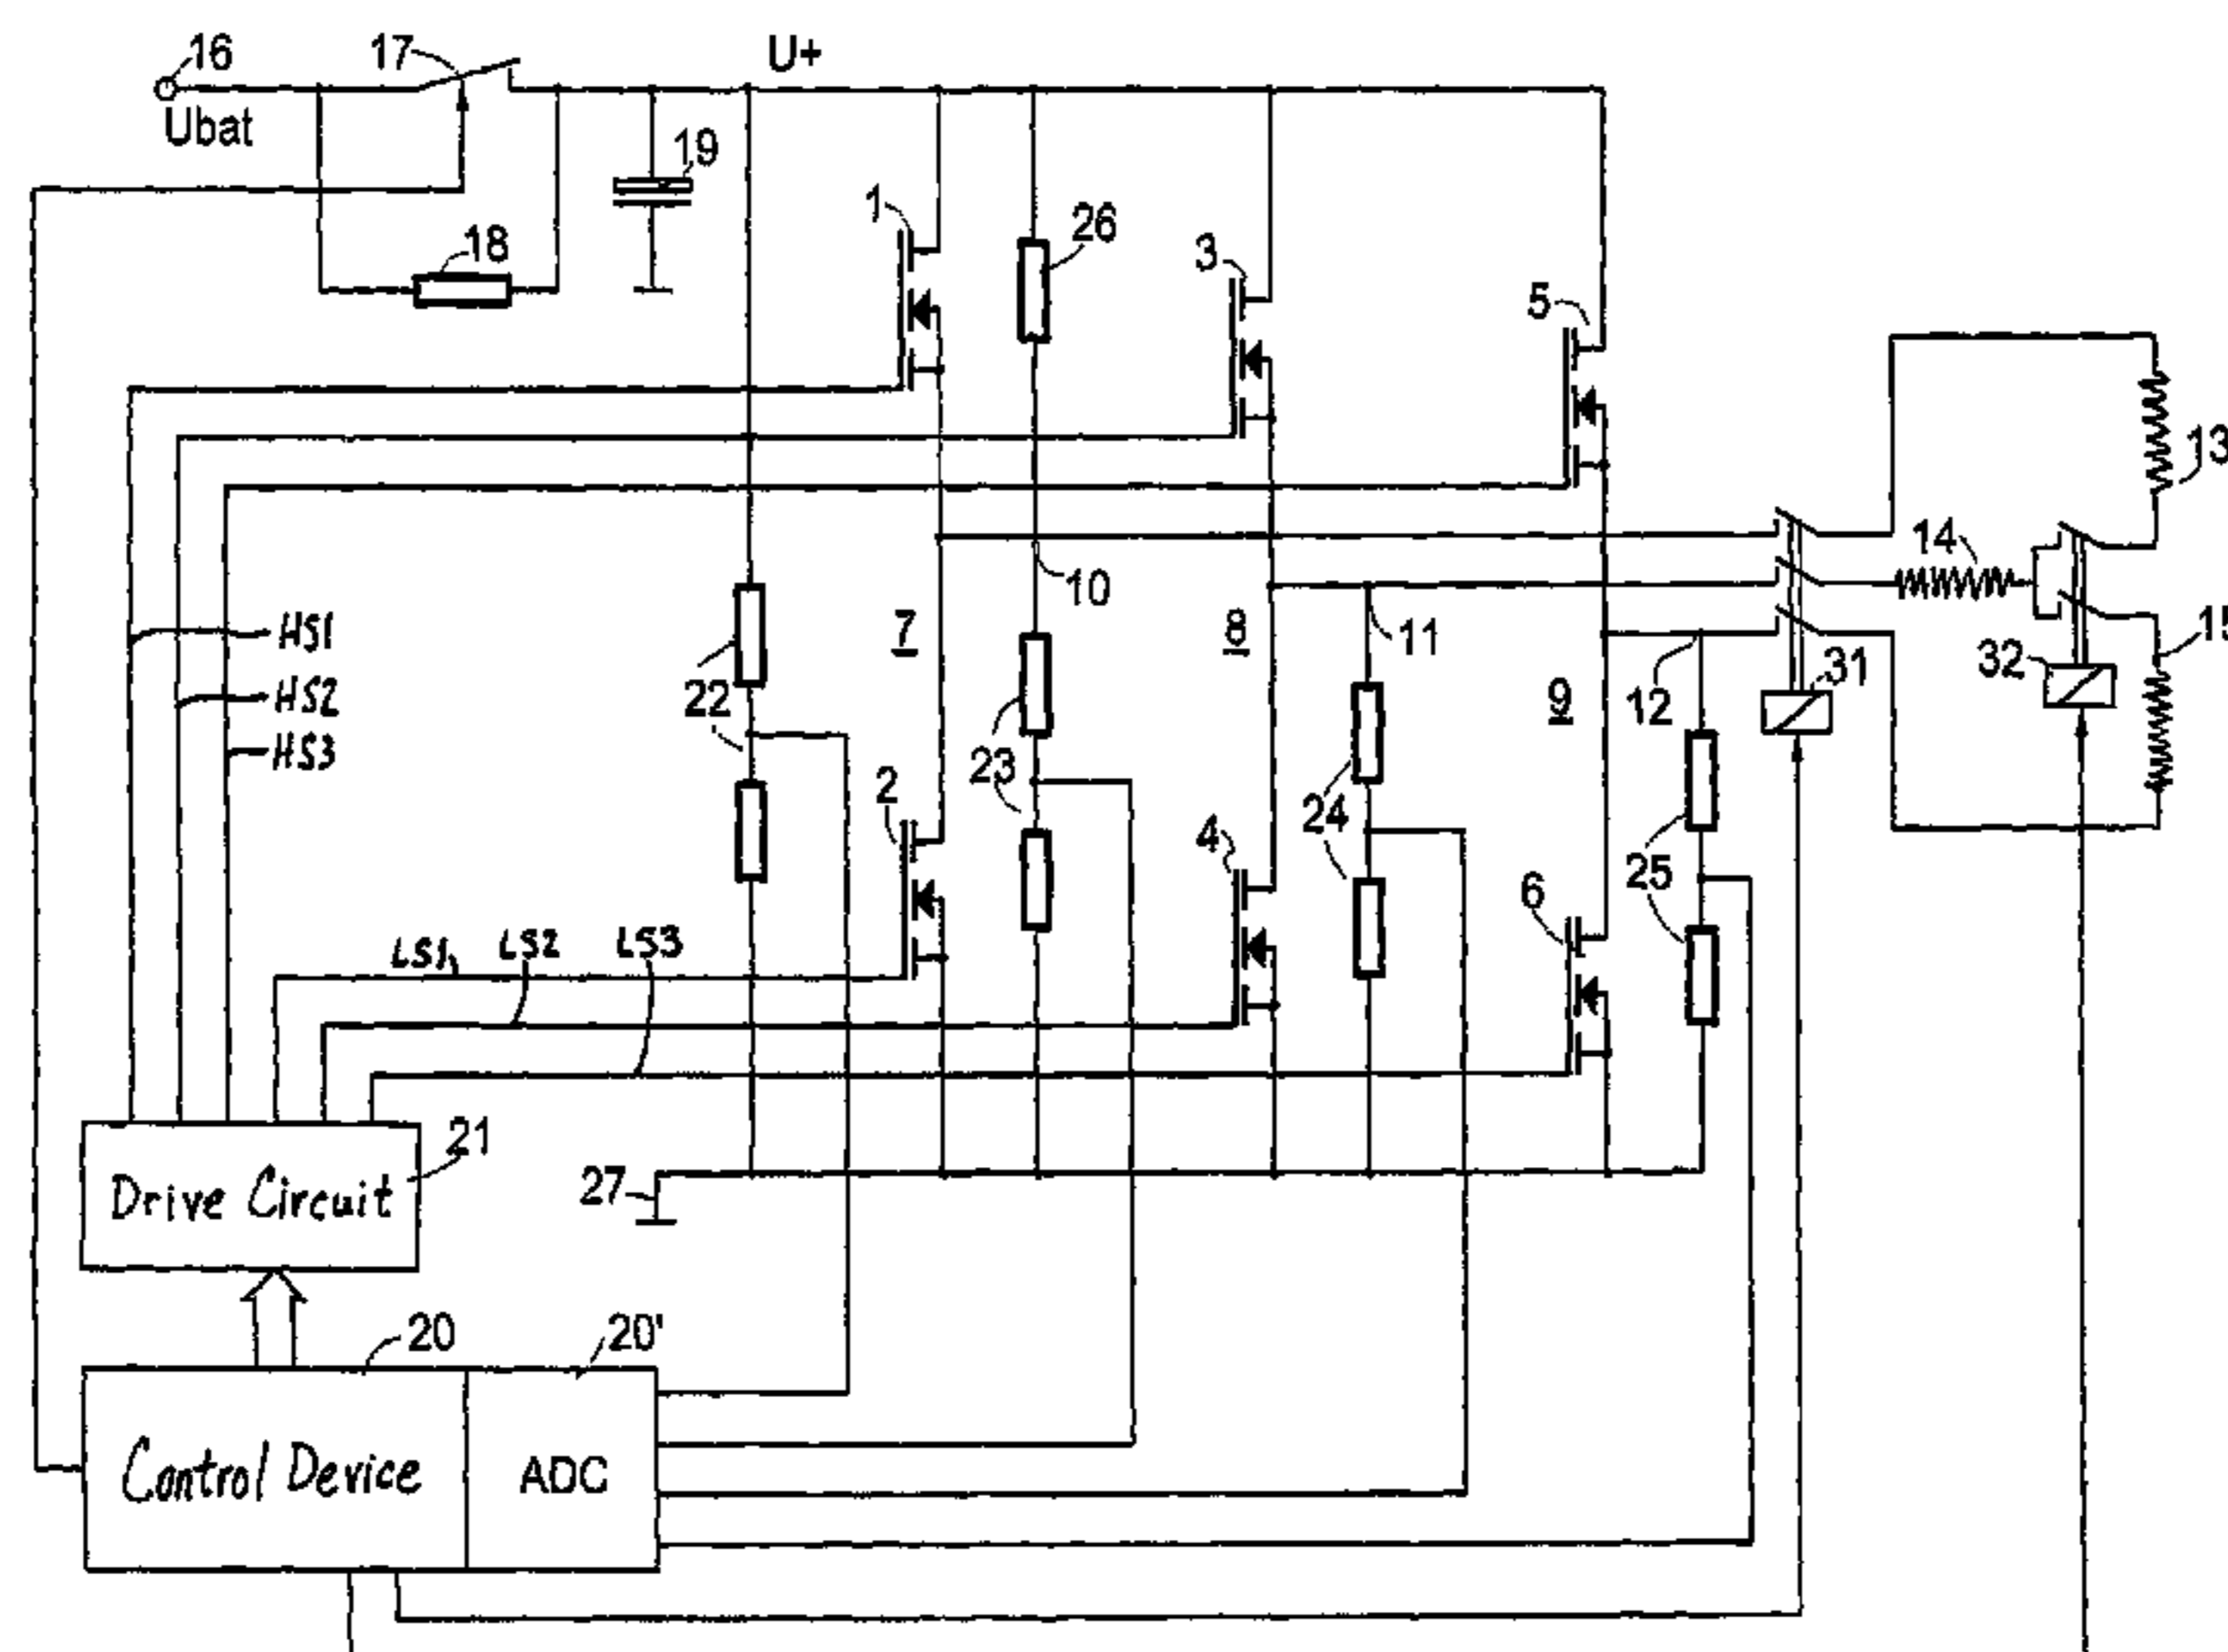 16 17 U+
Ubat
19
1
26
18 3
5
13
14
10
11
15
HS1 7 8
32
31
22 HS2 9 12
HS3
2 23
24
4 25
6
LS1 LS2 LS3
21
Drive Circuit
27
20 20'
Control Device ADC